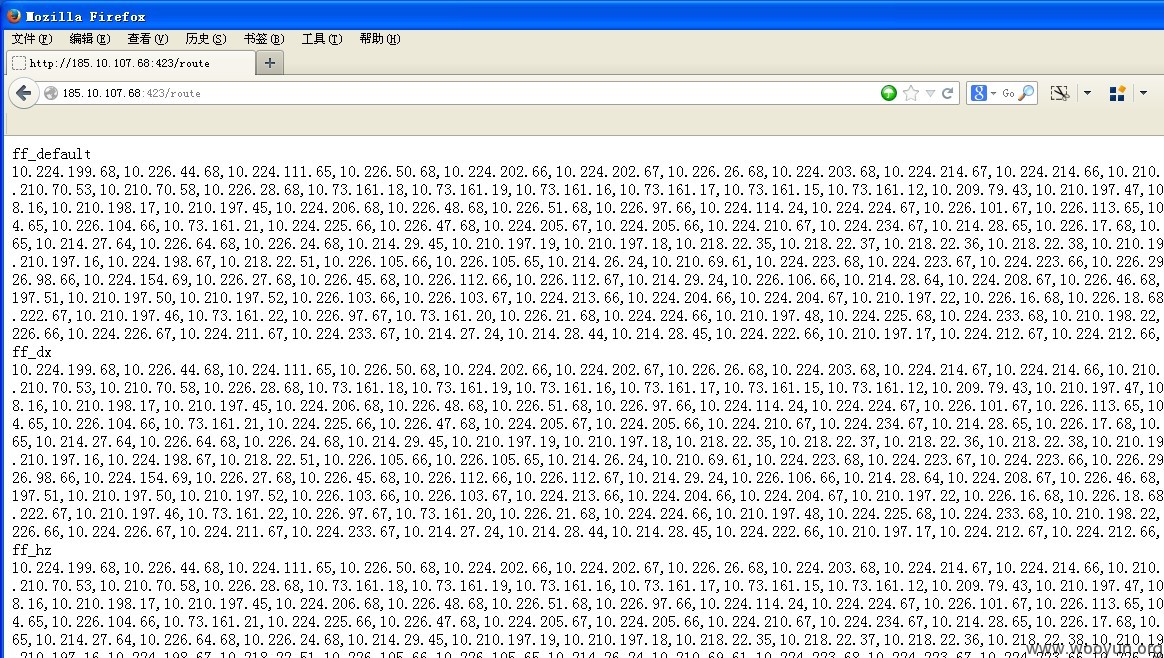 Mozilla Firefox
文件(F) 编辑(E) 查看(V) 历史(S) 书签(B) 工具(T) 帮助(H)
http://185.10.107.68:423/route
185.10.107.68:423/route
8 Go
ff_default
10.224.199.68,10.226.44.68,10.224.111.65,10.226.50.68,10.224.202.66,10.224.202.67,10.226.26.68,10.224.203.68,10.224.214.67,10.224.214.66,10.210.
.210.70.53,10.210.70.58,10.226.28.68,10.73.161.18,10.73.161.19,10.73.161.16,10.73.161.17,10.73.161.15,10.73.161.12,10.209.79.43,10.210.197.47,10
8.16,10.210.198.17,10.210.197.45,10.224.206.68,10.226.48.68,10.226.51.68,10.226.97.66,10.224.114.24,10.224.224.67,10.226.101.67,10.226.113.65,10
4.65,10.226.104.66,10.73.161.21,10.224.225.66,10.226.47.68,10.224.205.67,10.224.205.66,10.224.210.67,10.224.234.67,10.214.28.65,10.226.17.68,10.
65,10.214.27.64,10.226.64.68,10.226.24.68,10.214.29.45,10.210.197.19,10.210.197.18,10.218.22.35,10.218.22.37,10.218.22.36,10.218.22.38,10.210.19
.210.197.16,10.224.198.67,10.218.22.51,10.226.105.66,10.226.105.65,10.214.26.24,10.210.69.61,10.224.223.68,10.224.223.67,10.224.223.66,10.226.29
26.98.66,10.224.154.69,10.226.27.68,10.226.45.68,10.226.112.66,10.226.112.67,10.214.29.24,10.226.106.66,10.214.28.64,10.224.208.67,10.226.46.68,
197.51,10.210.197.50,10.210.197.52,10.226.103.66,10.226.103.67,10.224.213.66,10.224.204.66,10.224.204.67,10.210.197.22,10.226.16.68,10.226.18.68
.222.67,10.210.197.46,10.73.161.22,10.226.97.67,10.73.161.20,10.226.21.68,10.224.224.66,10.210.197.48,10.224.225.68,10.224.233.68,10.210.198.22,
226.66,10.224.226.67,10.224.211.67,10.224.233.67,10.214.27.24,10.214.28.44,10.214.28.45,10.224.222.66,10.210.197.17,10.224.212.67,10.224.212.66,
ff_dx
10.224.199.68,10.226.44.68,10.224.111.65,10.226.50.68,10.224.202.66,10.224.202.67,10.226.26.68,10.224.203.68,10.224.214.67,10.224.214.66,10.210.
.210.70.53,10.210.70.58,10.226.28.68,10.73.161.18,10.73.161.19,10.73.161.16,10.73.161.17,10.73.161.15,10.73.161.12,10.209.79.43,10.210.197.47,10
8.16,10.210.198.17,10.210.197.45,10.224.206.68,10.226.48.68,10.226.51.68,10.226.97.66,10.224.114.24,10.224.224.67,10.226.101.67,10.226.113.65,10
4.65,10.226.104.66,10.73.161.21,10.224.225.66,10.226.47.68,10.224.205.67,10.224.205.66,10.224.210.67,10.224.234.67,10.214.28.65,10.226.17.68,10.
65,10.214.27.64,10.226.64.68,10.226.24.68,10.214.29.45,10.210.197.19,10.210.197.18,10.218.22.35,10.218.22.37,10.218.22.36,10.218.22.38,10.210.19
.210.197.16,10.224.198.67,10.218.22.51,10.226.105.66,10.226.105.65,10.214.26.24,10.210.69.61,10.224.223.68,10.224.223.67,10.224.223.66,10.226.29
26.98.66,10.224.154.69,10.226.27.68,10.226.45.68,10.226.112.66,10.226.112.67,10.214.29.24,10.226.106.66,10.214.28.64,10.224.208.67,10.226.46.68,
197.51,10.210.197.50,10.210.197.52,10.226.103.66,10.226.103.67,10.224.213.66,10.224.204.66,10.224.204.67,10.210.197.22,10.226.16.68,10.226.18.68
.222.67,10.210.197.46,10.73.161.22,10.226.97.67,10.73.161.20,10.226.21.68,10.224.224.66,10.210.197.48,10.224.225.68,10.224.233.68,10.210.198.22,
226.66,10.224.226.67,10.224.211.67,10.224.233.67,10.214.27.24,10.214.28.44,10.214.28.45,10.224.222.66,10.210.197.17,10.224.212.67,10.224.212.66,
ff_hz
10.224.199.68,10.226.44.68,10.224.111.65,10.226.50.68,10.224.202.66,10.224.202.67,10.226.26.68,10.224.203.68,10.224.214.67,10.224.214.66,10.210.
.210.70.53,10.210.70.58,10.226.28.68,10.73.161.18,10.73.161.19,10.73.161.16,10.73.161.17,10.73.161.15,10.73.161.12,10.209.79.43,10.210.197.47,10
8.16,10.210.198.17,10.210.197.45,10.224.206.68,10.226.48.68,10.226.51.68,10.226.97.66,10.224.114.24,10.224.224.67,10.226.101.67,10.226.113.65,10
4.65,10.226.104.66,10.73.161.21,10.224.225.66,10.226.47.68,10.224.205.67,10.224.205.66,10.224.210.67,10.224.234.67,10.214.28.65,10.226.17.68,10.
65,10.214.27.64,10.226.64.68,10.226.24.68,10.214.29.45,10.210.197.19,10.210.197.18,10.218.22.35,10.218.22.37,10.218.22.36,10.218.22.38,10.210.19
.210.197.16,10.224.198.67,10.218.22.51,10.226.105.66,10.226.105.65,10.214.26.24,10.210.69.61,10.224.223.68,10.224.223.67
www.wooyun.org